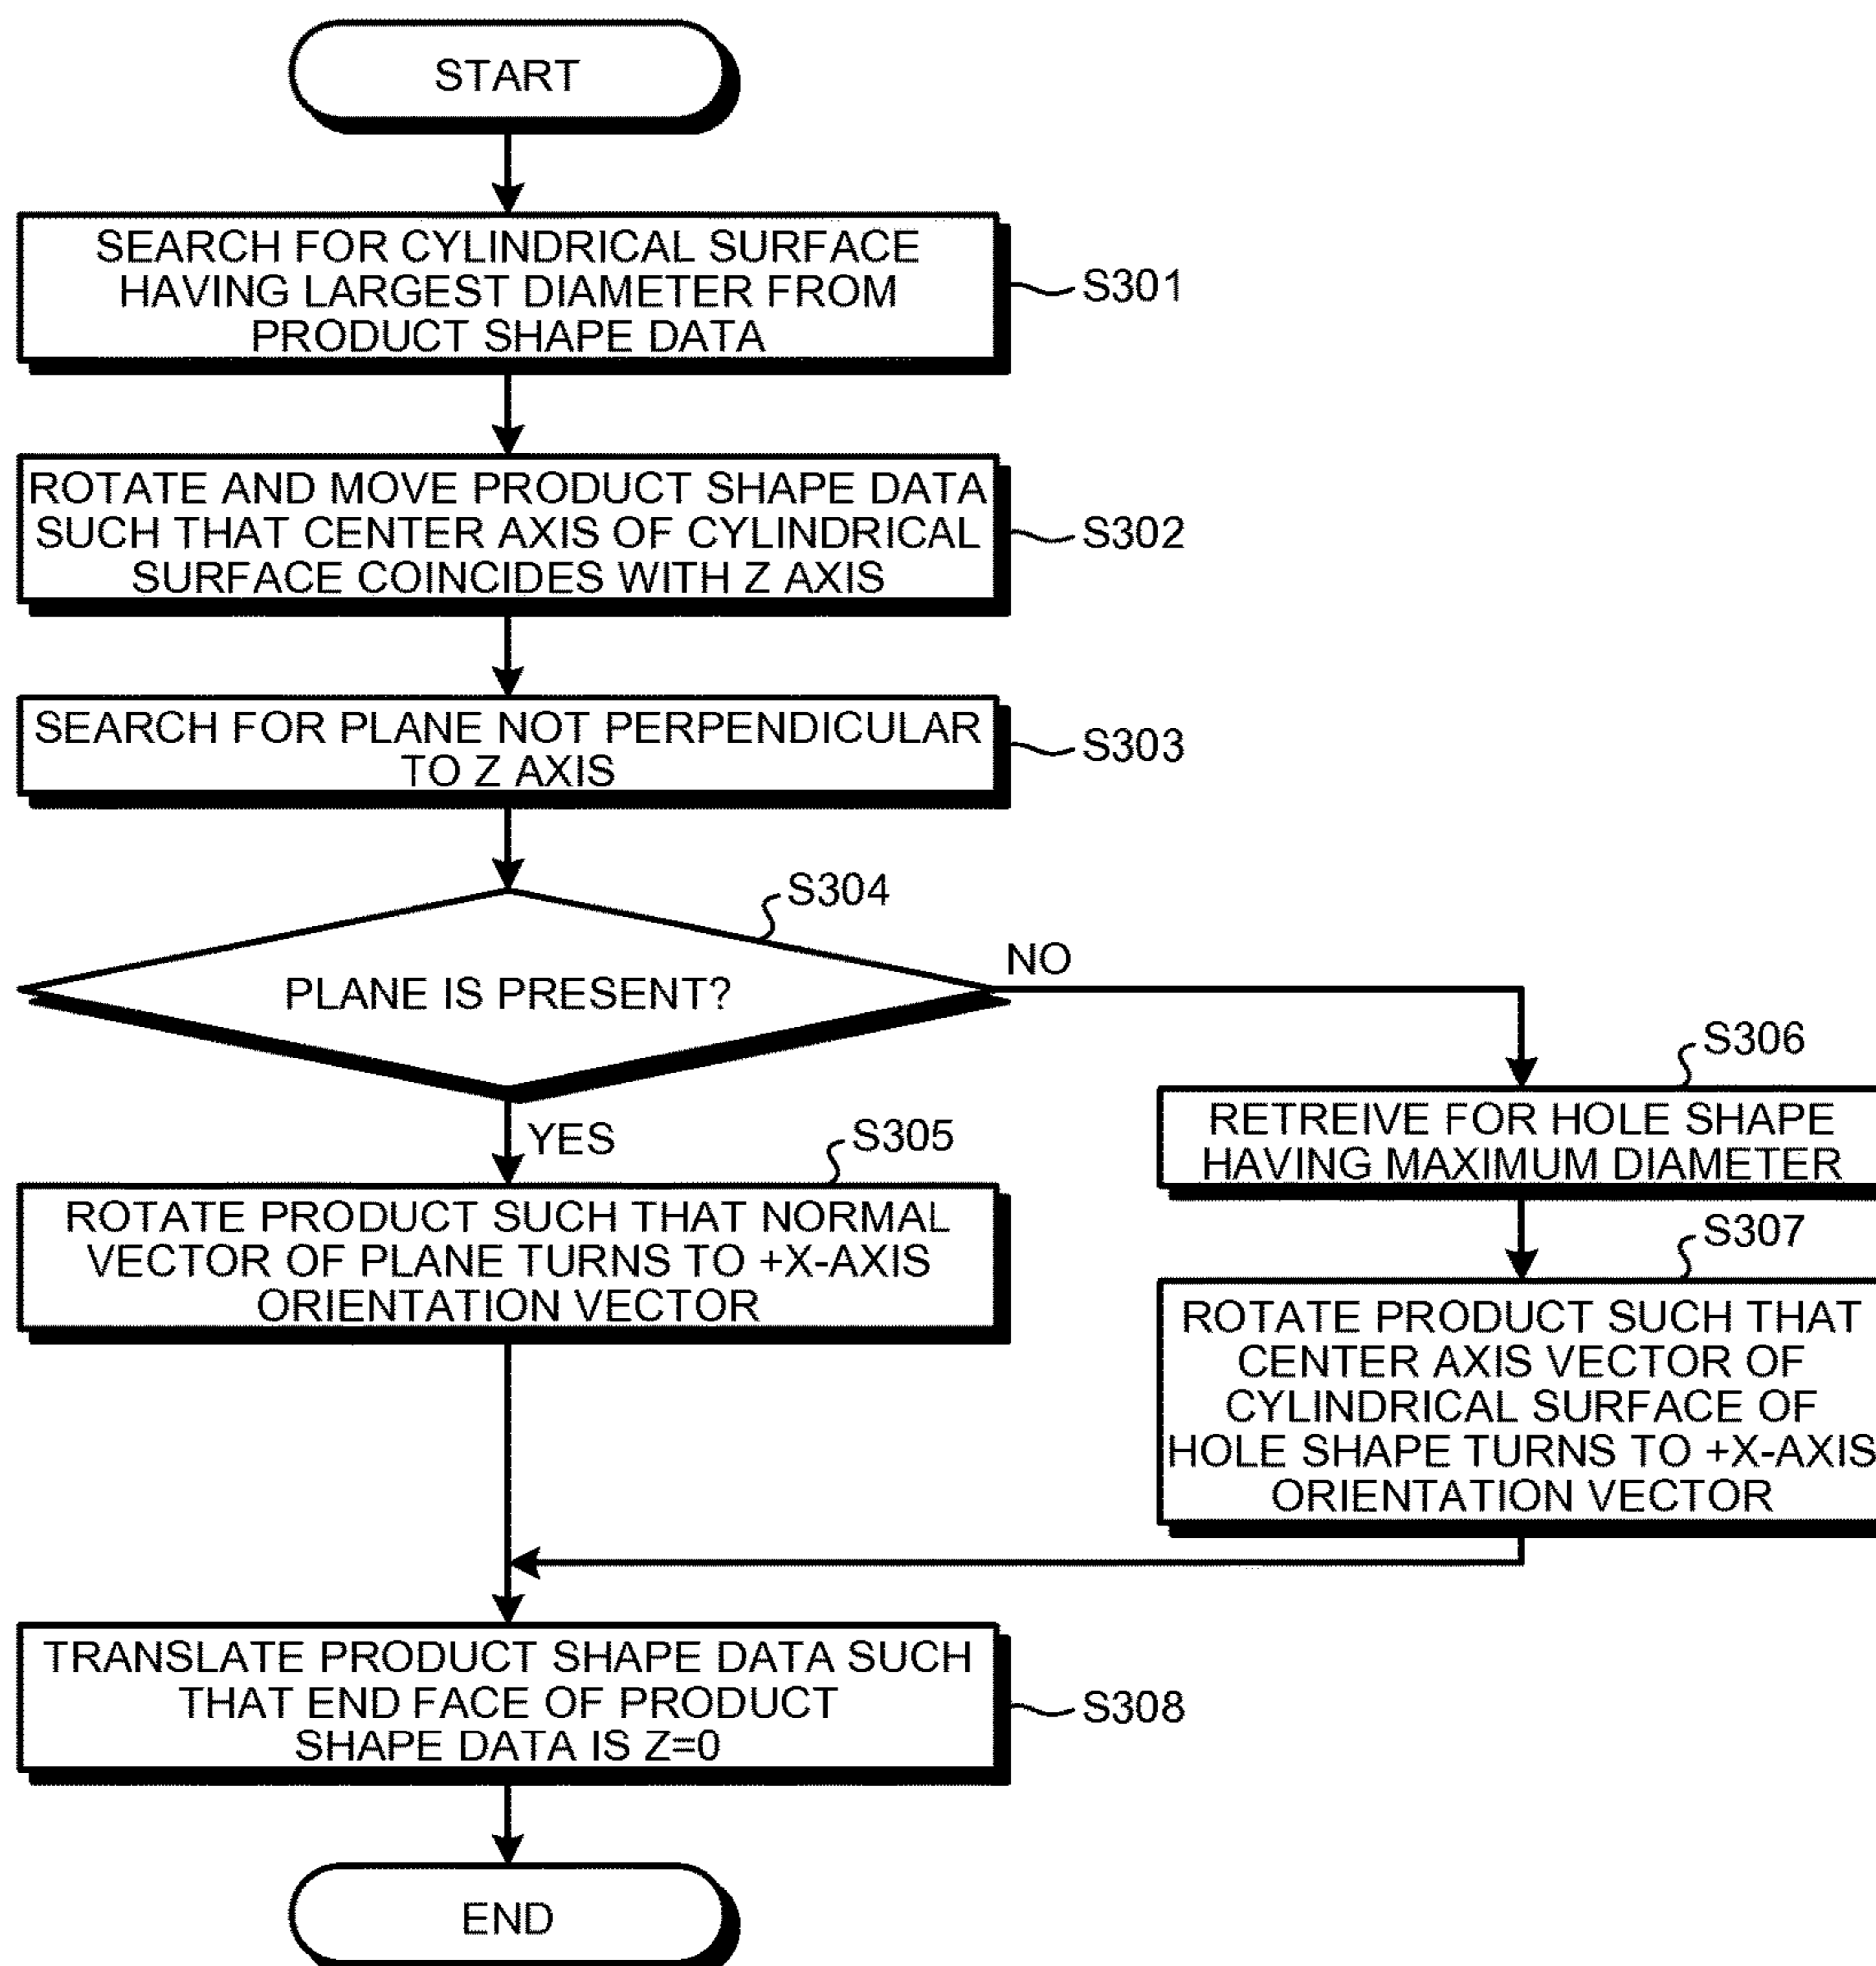 START
SEARCH FOR CYLINDRICAL SURFACE
HAVING LARGEST DIAMETER FROM
PRODUCT SHAPE DATA
S301
ROTATE AND MOVE PRODUCT SHAPE DATA
SUCH THAT CENTER AXIS OF CYLINDRICAL
SURFACE COINCIDES WITH Z AXIS
S302
SEARCH FOR PLANE NOT PERPENDICULAR
TO Z AXIS
S303
S304
PLANE IS PRESENT?
NO
YES
S305
ROTATE PRODUCT SUCH THAT NORMAL
VECTOR OF PLANE TURNS TO +X-AXIS
ORIENTATION VECTOR
S306
RETREIVE FOR HOLE SHAPE
HAVING MAXIMUM DIAMETER
S307
ROTATE PRODUCT SUCH THAT
CENTER AXIS VECTOR OF
CYLINDRICAL SURFACE OF
HOLE SHAPE TURNS TO +X-AXIS
ORIENTATION VECTOR
TRANSLATE PRODUCT SHAPE DATA SUCH
THAT END FACE OF PRODUCT
SHAPE DATA IS Z=0
S308
END